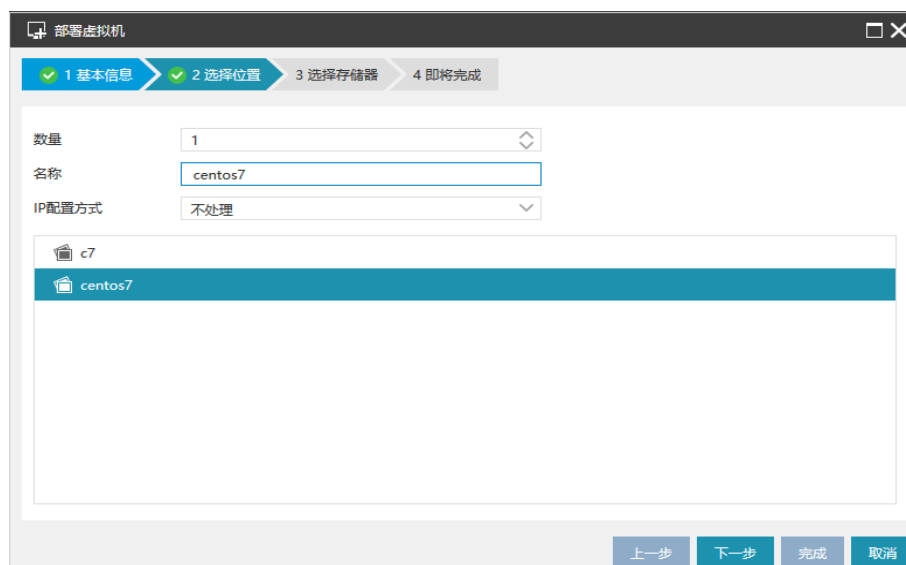 部署虚拟机
1 基本信息 2 选择位置 3 选择存储器 4 即将完成
数量 1
名称 centos7
IP配置方式 不处理
c7
centos7
上一步 下一步 完成 取消